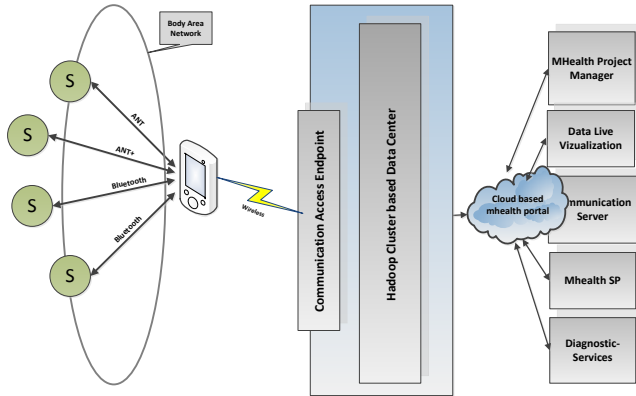 Body Area
Network
S
S
S
S
ANT
ANT+
Bluetooth
Bluetooth
Wireless
Communication Access Endpoint
Hadoop Cluster based Data Center
Cloud based
mhealth portal
MHealth Project
Manager
Data Live
Vizualization
mmunication
Server
Mhealth SP
Diagnostic-
Services